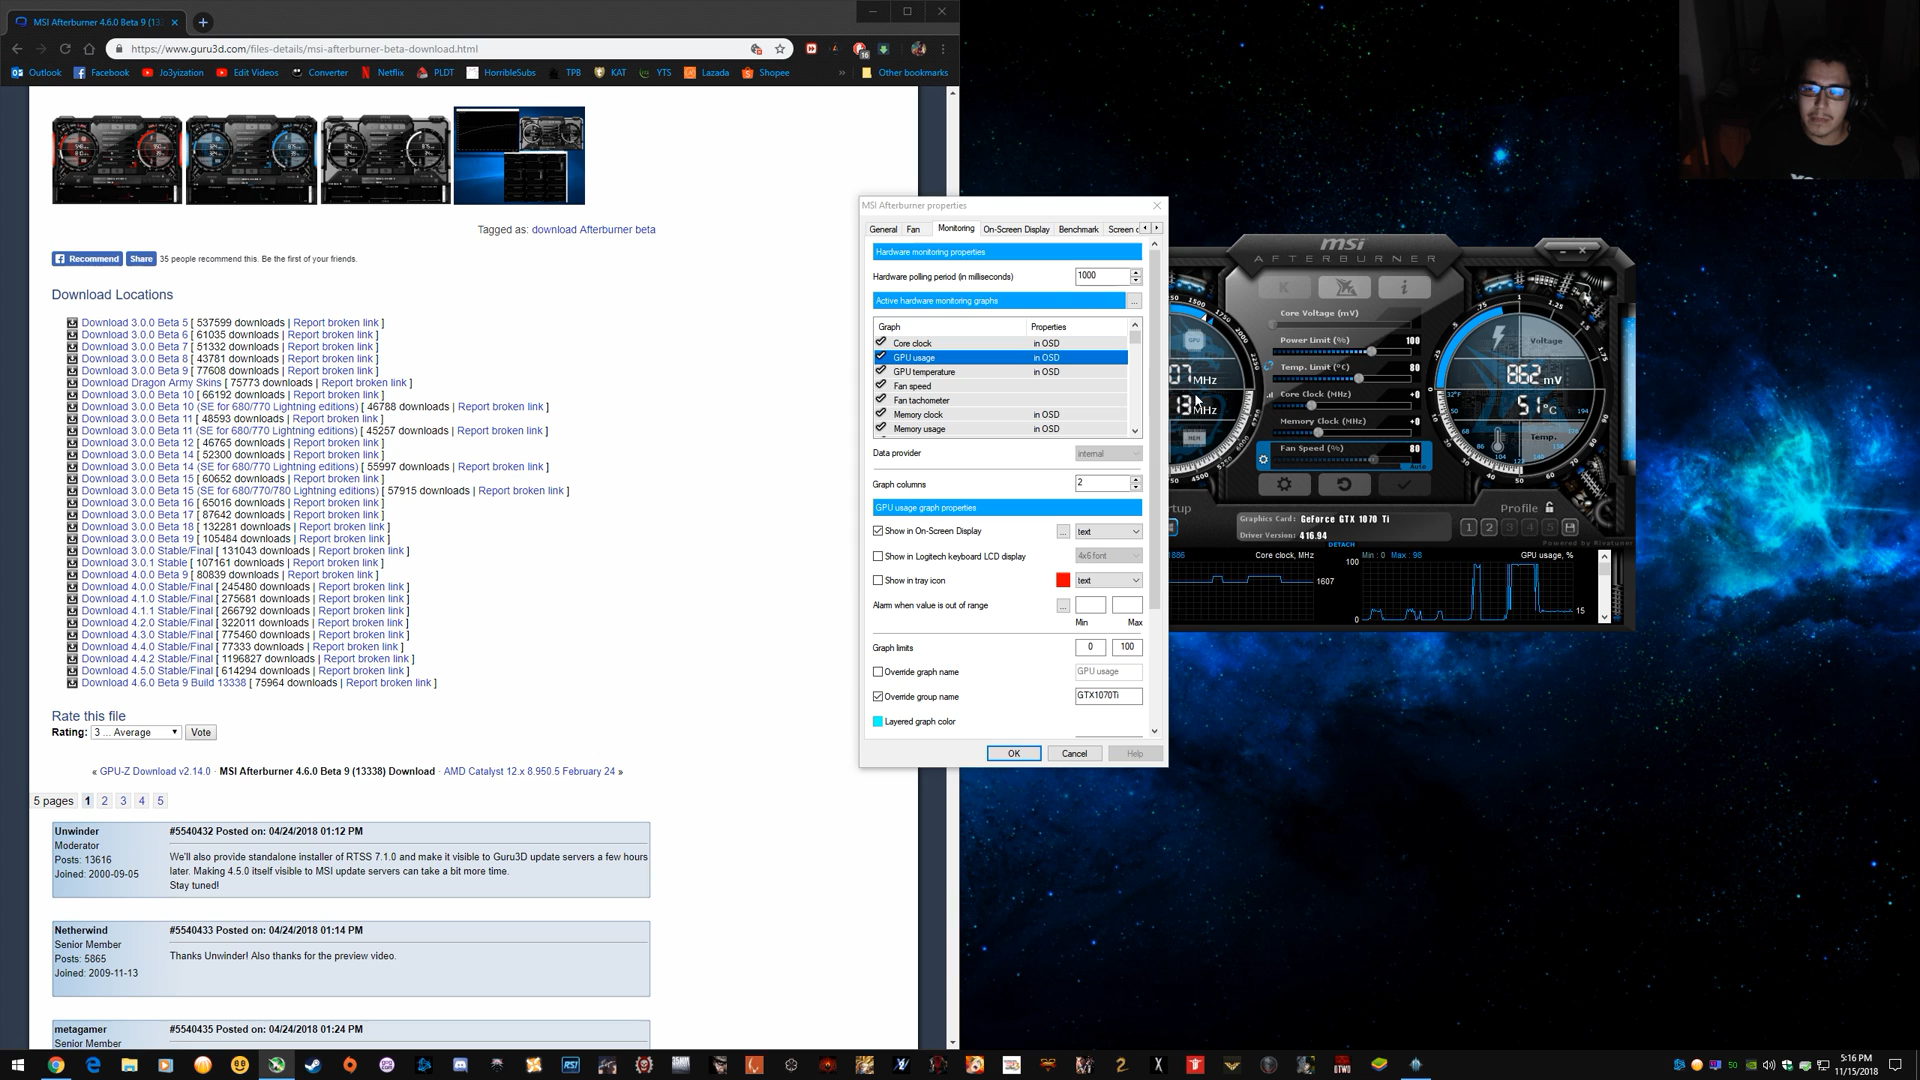 MSI Afterburner 4.6.0 Beta 9 (133
https://www.guru3d.com/files-details/msi-afterburner-beta-download.html
Outlook Facebook Jo3yization Edit Videos Converter Netflix PLDT HorribleSubs TPB KAT YTS Lazada Shopee » Other bookmarks
Tagged as: download Afterburner beta
Recommend Share 35 people recommend this. Be the first of your friends.
Download Locations
Download 3.0.0 Beta 5 [ 537599 downloads | Report broken link ]
Download 3.0.0 Beta 6 [ 61035 downloads | Report broken link ]
Download 3.0.0 Beta 7 [ 51332 downloads | Report broken link ]
Download 3.0.0 Beta 8 [ 43781 downloads | Report broken link ]
Download 3.0.0 Beta 9 [ 77608 downloads | Report broken link ]
Download Dragon Army Skins [ 75773 downloads | Report broken link ]
Download 3.0.0 Beta 10 [ 66192 downloads | Report broken link ]
Download 3.0.0 Beta 10 (SE for 680/770 Lightning editions) [ 46788 downloads | Report broken link ]
Download 3.0.0 Beta 11 [ 48593 downloads | Report broken link ]
Download 3.0.0 Beta 11 (SE for 680/770 Lightning editions) [ 45257 downloads | Report broken link ]
Download 3.0.0 Beta 12 [ 46765 downloads | Report broken link ]
Download 3.0.0 Beta 14 [ 52300 downloads | Report broken link ]
Download 3.0.0 Beta 14 (SE for 680/770 Lightning editions) [ 55997 downloads | Report broken link ]
Download 3.0.0 Beta 15 [ 60652 downloads | Report broken link ]
Download 3.0.0 Beta 15 (SE for 680/770/780 Lightning editions) [ 57915 downloads | Report broken link ]
Download 3.0.0 Beta 16 [ 65016 downloads | Report broken link ]
Download 3.0.0 Beta 17 [ 87642 downloads | Report broken link ]
Download 3.0.0 Beta 18 [ 132281 downloads | Report broken link ]
Download 3.0.0 Beta 19 [ 105484 downloads | Report broken link ]
Download 3.0.0 Stable/Final [ 131043 downloads | Report broken link ]
Download 3.0.1 Stable [ 107161 downloads | Report broken link ]
Download 4.0.0 Beta 9 [ 80839 downloads | Report broken link ]
Download 4.0.0 Stable/Final [ 245480 downloads | Report broken link ]
Download 4.1.0 Stable/Final [ 275681 downloads | Report broken link ]
Download 4.1.1 Stable/Final [ 266792 downloads | Report broken link ]
Download 4.2.0 Stable/Final [ 322011 downloads | Report broken link ]
Download 4.3.0 Stable/Final [ 775460 downloads | Report broken link ]
Download 4.4.0 Stable/Final [ 77333 downloads | Report broken link ]
Download 4.4.2 Stable/Final [ 1196827 downloads | Report broken link ]
Download 4.5.0 Stable/Final [ 614294 downloads | Report broken link ]
Download 4.6.0 Beta 9 Build 13338 [ 75964 downloads | Report broken link ]
Rate this file
Rating: 3 ... Average Vote
« GPU-Z Download v2.14.0 · MSI Afterburner 4.6.0 Beta 9 (13338) Download · AMD Catalyst 12.x 8.950.5 February 24 »
5 pages 1 2 3 4 5
Unwinder
Moderator
Posts: 13616
Joined: 2000-09-05
#5540432 Posted on: 04/24/2018 01:12 PM
We'll also provide standalone installer of RTSS 7.1.0 and make it visible to Guru3D update servers a few hours
later. Making 4.5.0 itself visible to MSI update servers can take a bit more time.
Stay tuned!
Netherwind
Senior Member
Posts: 5865
Joined: 2009-11-13
#5540433 Posted on: 04/24/2018 01:14 PM
Thanks Unwinder! Also thanks for the preview video.
metagamer
Senior Member
#5540435 Posted on: 04/24/2018 01:24 PM
MSI Afterburner properties
General Fan Monitoring On-Screen Display Benchmark Screen c
Hardware monitoring properties
Hardware polling period (in milliseconds) 1000
Active hardware monitoring graphs ...
Graph Properties
Core clock in OSD
GPU usage in OSD
GPU temperature in OSD
Fan speed
Fan tachometer
Memory clock in OSD
Memory usage in OSD
Data provider internal
Graph columns 2
GPU usage graph properties
Show in On-Screen Display ... text
Show in Logitech keyboard LCD display 4x6 font
Show in tray icon text
Alarm when value is out of range ...
Min Max
Graph limits 0 100
Override graph name GPU usage
Override group name GTX1070Ti
Layered graph color
OK Cancel Help
msi
AFTERBURNER
K i
Core Voltage (mV)
Power Limit (%) 100
Temp. Limit (°C) 80
Core Clock (MHz) +0
Memory Clock (MHz) +0
Fan Speed (%) 80
Auto
GPU
07 MHz
13 MHz
MEM
Voltage
862 mV
51 °C
Temp.
rtup
Graphics Card: GeForce GTX 1070 Ti
Driver Version: 416.94
DETACH
Profile
1 2 3 4 5
Powered by Rivatuner
1886 Core clock, MHz
1607
Min : 0 Max : 98 GPU usage, %
100
0
15
5:16 PM
11/15/2018